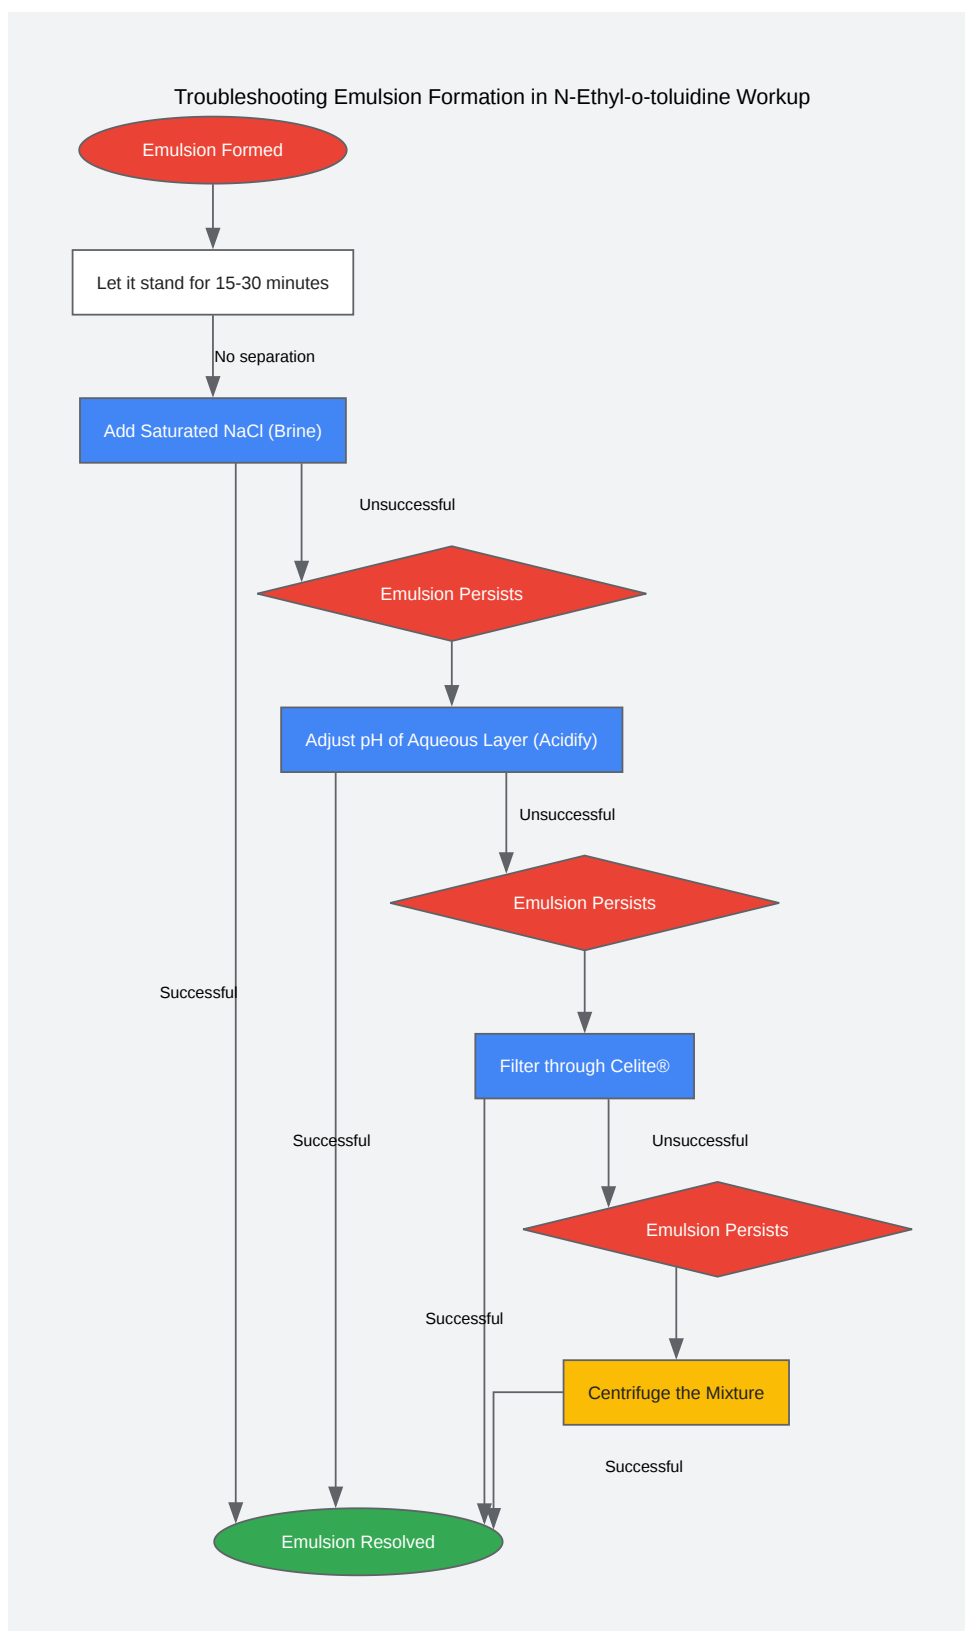 Troubleshooting Emulsion Formation in N-Ethyl-o-toluidine Workup
Emulsion Formed
Let it stand for 15-30 minutes
No separation
Add Saturated NaCl (Brine)
Unsuccessful
Emulsion Persists
Adjust pH of Aqueous Layer (Acidify)
Unsuccessful
Emulsion Persists
Successful
Filter through Celite®
Successful
Unsuccessful
Emulsion Persists
Successful
Centrifuge the Mixture
Successful
Emulsion Resolved